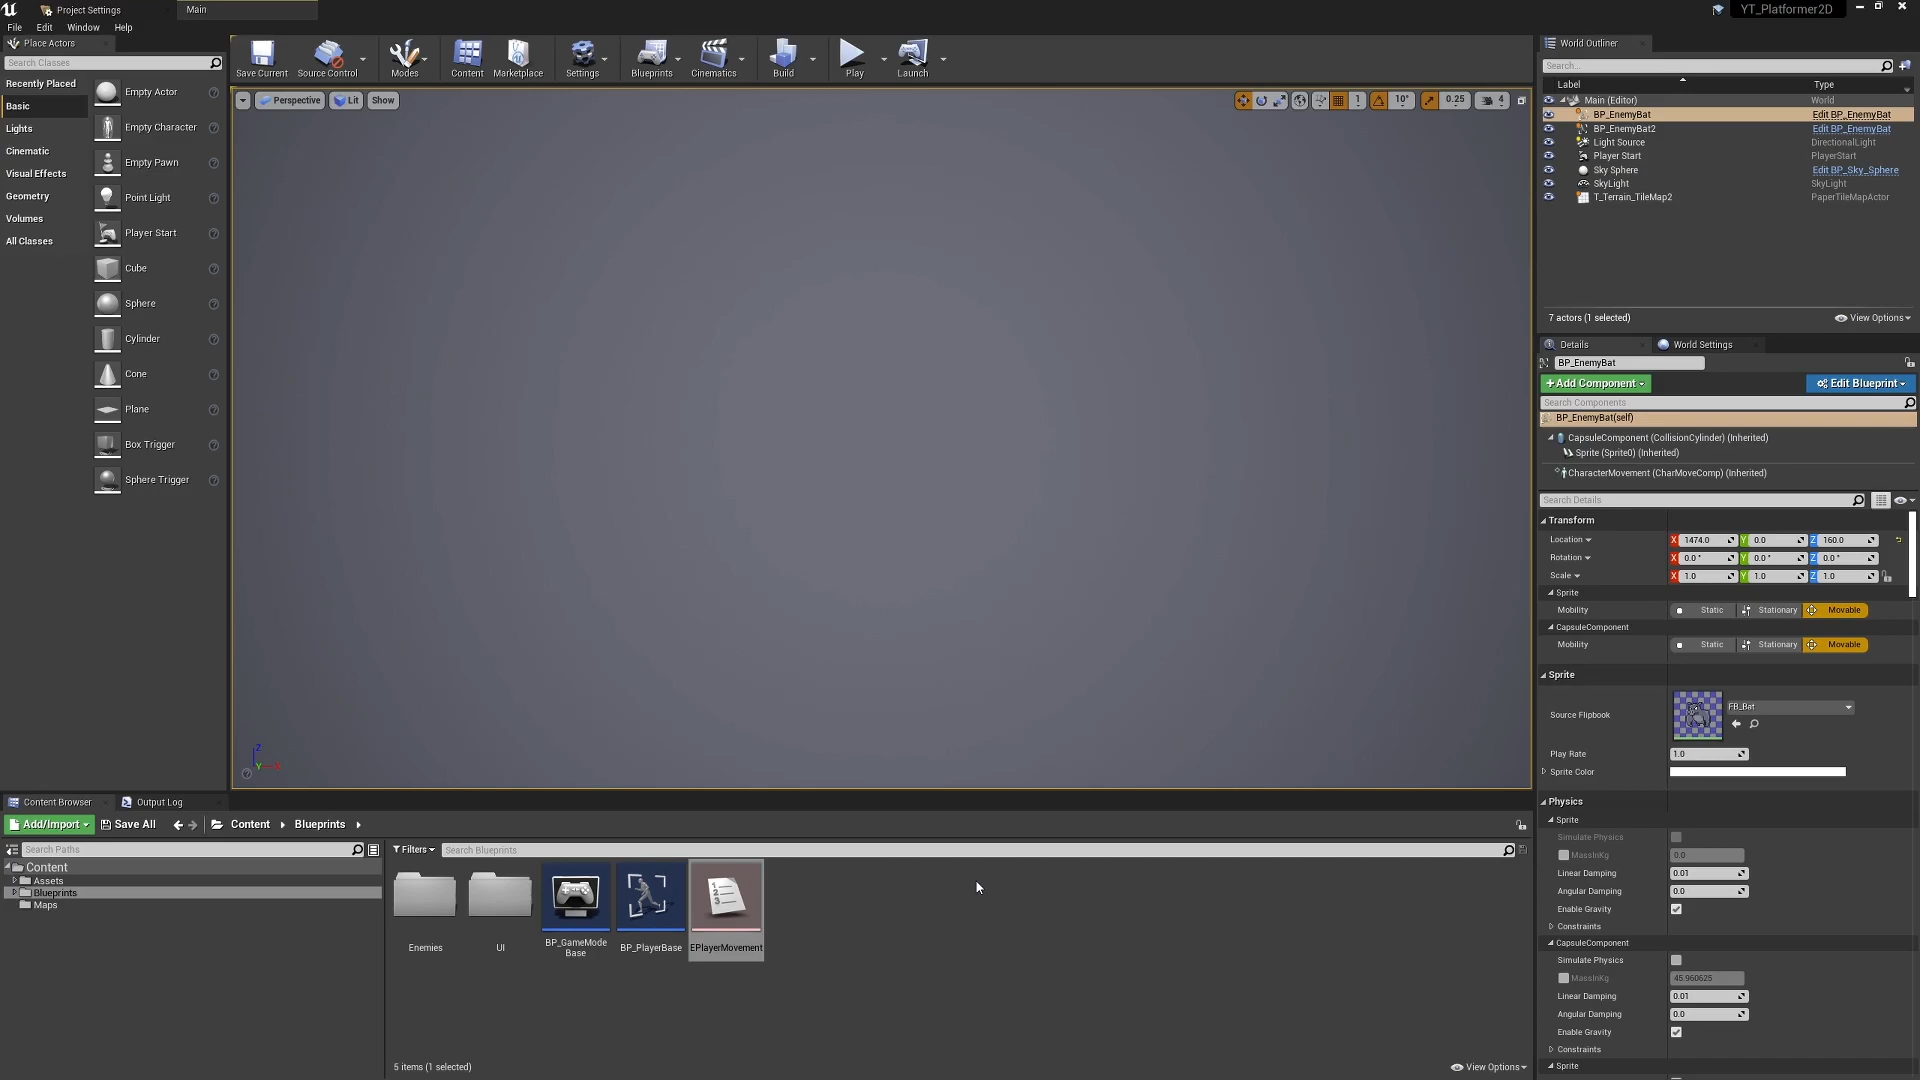 Project Settings
Main
YT_Platformer2D
File Edit Window Help
Place Actors
Search Classes
Recently Placed
Basic
Lights
Cinematic
Visual Effects
Geometry
Volumes
All Classes
Empty Actor
Empty Character
Empty Pawn
Point Light
Player Start
Cube
Sphere
Cylinder
Cone
Plane
Box Trigger
Sphere Trigger
Save Current
Source Control
Modes
Content
Marketplace
Settings
Blueprints
Cinematics
Build
Play
Launch
Perspective
Lit
Show
1
10°
0.25
4
Z
Y
X
World Outliner
Search...
Label Type
Main (Editor) World
BP_EnemyBat Edit BP_EnemyBat
BP_EnemyBat2 Edit BP_EnemyBat
Light Source DirectionalLight
Player Start PlayerStart
Sky Sphere Edit BP_Sky_Sphere
SkyLight SkyLight
T_Terrain_TileMap2 PaperTileMapActor
7 actors (1 selected)
View Options
Details
World Settings
BP_EnemyBat
+Add Component
Edit Blueprint
Search Components
BP_EnemyBat(self)
CapsuleComponent (CollisionCylinder) (Inherited)
Sprite (Sprite0) (Inherited)
CharacterMovement (CharMoveComp) (Inherited)
Search Details
Transform
Location X 1474.0 Y 0.0 Z 160.0
Rotation X 0.0 ° Y 0.0 ° Z 0.0 °
Scale X 1.0 Y 1.0 Z 1.0
Sprite
Mobility Static Stationary Movable
CapsuleComponent
Mobility Static Stationary Movable
Sprite
Source Flipbook FB_Bat
Play Rate 1.0
Sprite Color
Physics
Sprite
Simulate Physics
MassInKg 0.0
Linear Damping 0.01
Angular Damping 0.0
Enable Gravity
Constraints
CapsuleComponent
Simulate Physics
MassInKg 45.960625
Linear Damping 0.01
Angular Damping 0.0
Enable Gravity
Constraints
Sprite
Content Browser
Output Log
Add/Import
Save All
Content
Blueprints
Search Paths
Content
Assets
Blueprints
Maps
Filters
Search Blueprints
1
2
3
Enemies
UI
BP_GameMode
Base
BP_PlayerBase
EPlayerMovement
5 items (1 selected)
View Options